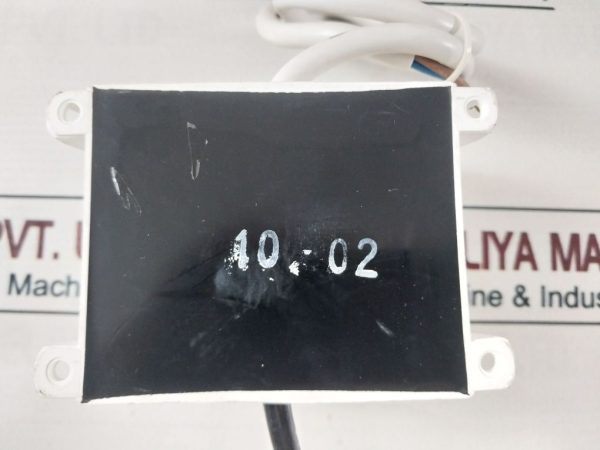 10.-02
PVT. 
LIYA MA
Mach
ine & Indus